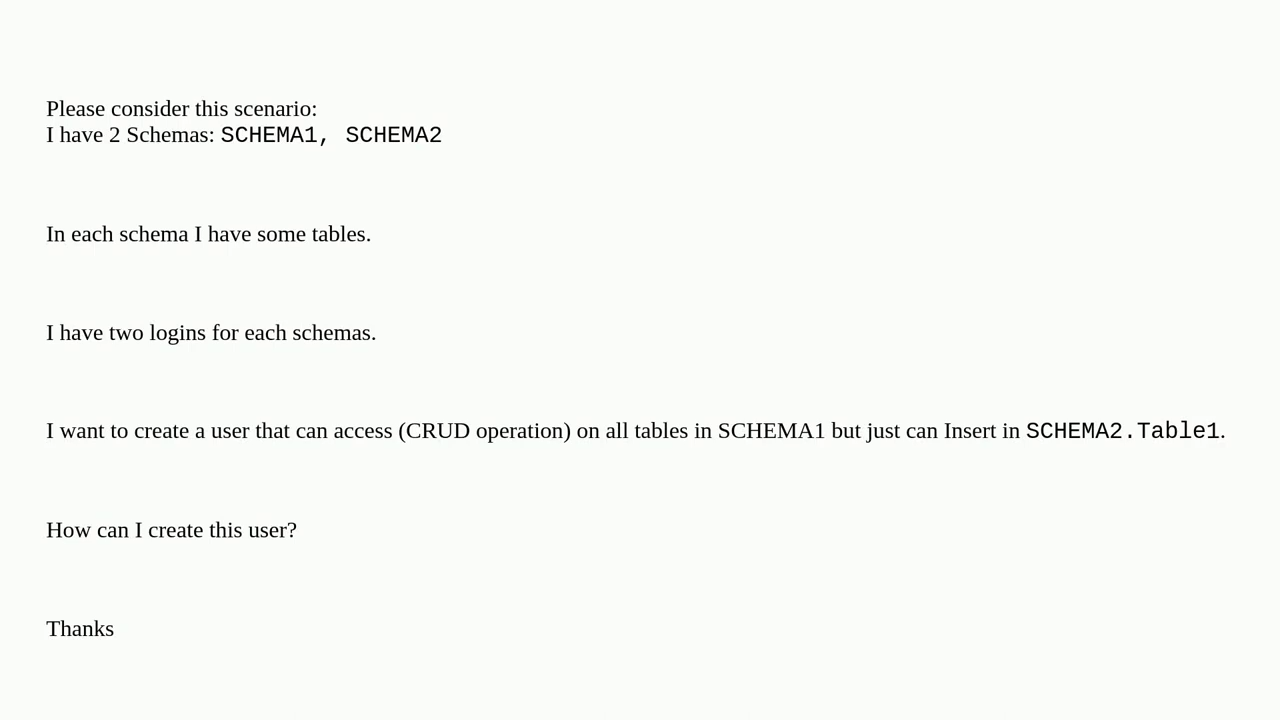 Please consider this scenario:
I have 2 Schemas: SCHEMA1, SCHEMA2
In each schema I have some tables.
I have two logins for each schemas.
I want to create a user that can access (CRUD operation) on all tables in SCHEMA1 but just can Insert in SCHEMA2.Table1.
How can I create this user?
Thanks